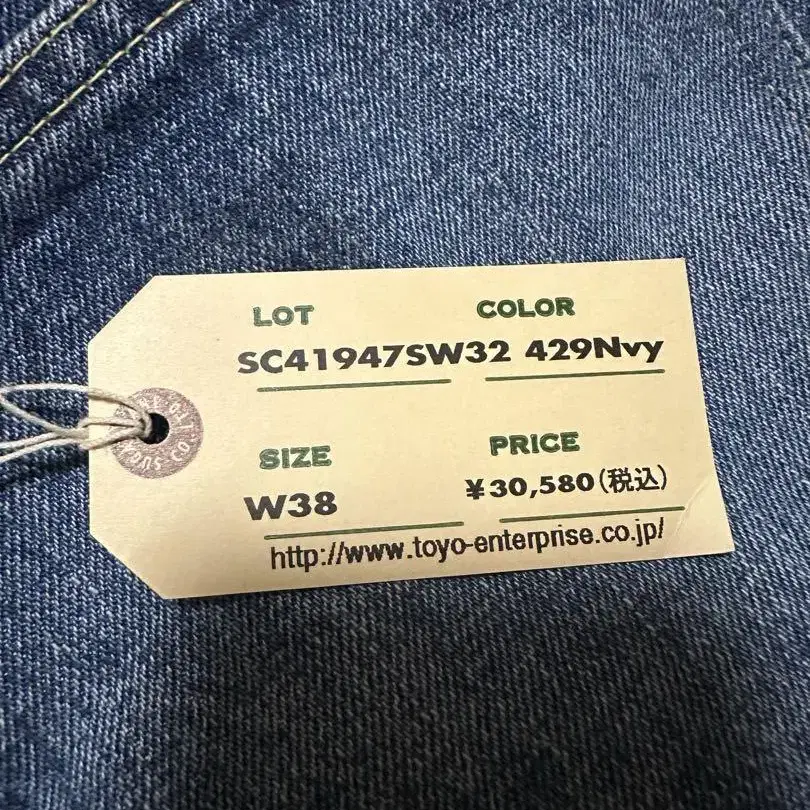 LOT COLOR
SC41947SW32 429Nvy
SIZE PRICE
W38 ¥30,580(税込)
http://www.toyo-enterprise.co.jp/